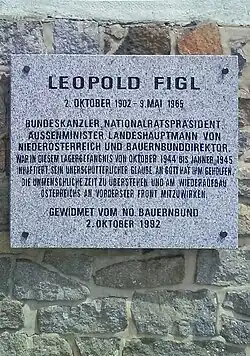 LEOPOLD FIGL
2. OKTOBER 1902 - 9. MAI 1965
BUNDESKANZLER, NATIONALRATSPRÄSIDENT,
AUSSENMINISTER, LANDESHAUPTMANN VON
NIEDERÖSTERREICH UND BAUERNBUNDDIREKTOR,
WAR IN DIESEM LAGERGEFÄNGNIS VON OKTOBER 1944 BIS JÄNNER 1945
INHAFTIERT. SEIN UNERSCHÜTTERLICHER GLAUBE AN GOTT HAT IHM GEHOLFEN,
DIE UNMENSCHLICHE ZEIT ZU ÜBERSTEHEN UND AM WIEDERAUFBAU
ÖSTERREICHS AN VORDERSTER FRONT MITZUWIRKEN.
GEWIDMET VOM NÖ. BAUERNBUND
2. OKTOBER 1992